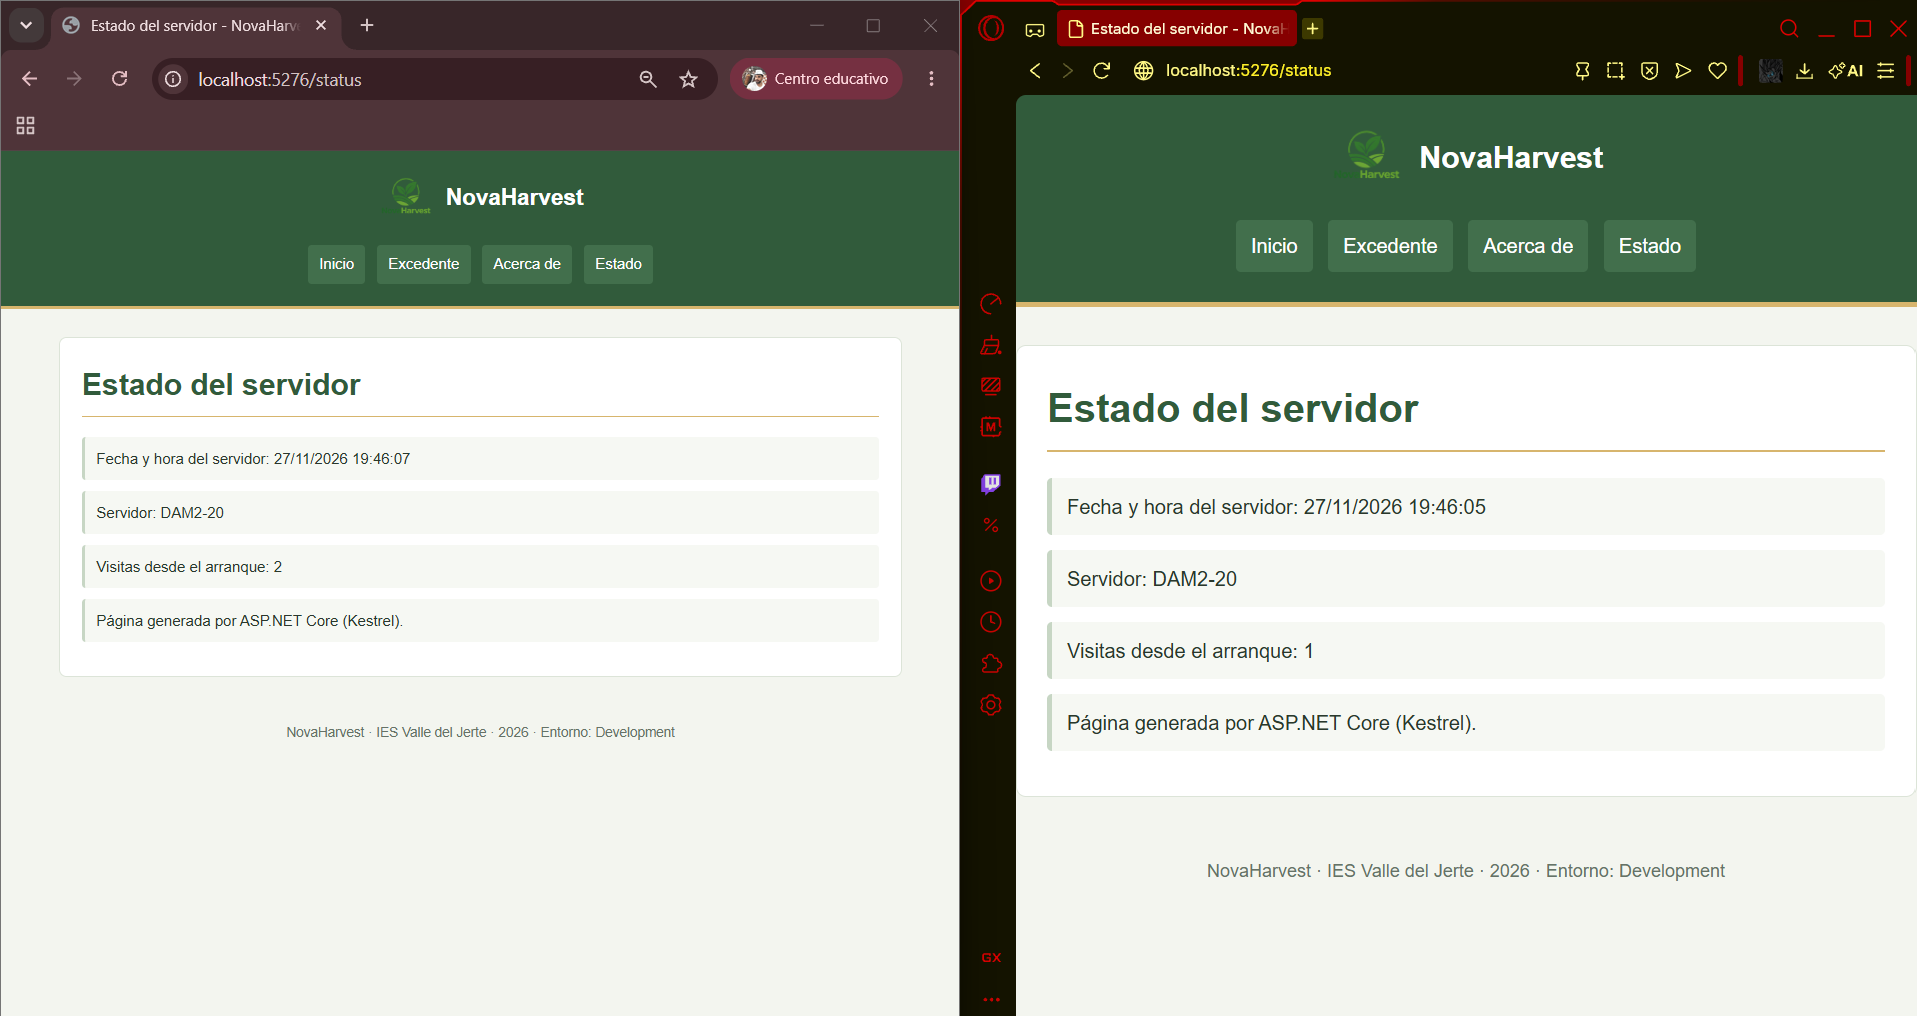 Estado del servidor - NovaHarv
localhost:5276/status
Centro educativo
Harvest
NovaHarvest
Inicio
Excedente
Acerca de
Estado
Estado del servidor
Fecha y hora del servidor: 27/11/2026 19:46:07
Servidor: DAM2-20
Visitas desde el arranque: 2
Página generada por ASP.NET Core (Kestrel).
NovaHarvest · IES Valle del Jerte · 2026 · Entorno: Development
Estado del servidor - NovaH
localhost:5276/status
AI
M
GX
Harvest
NovaHarvest
Inicio
Excedente
Acerca de
Estado
Estado del servidor
Fecha y hora del servidor: 27/11/2026 19:46:05
Servidor: DAM2-20
Visitas desde el arranque: 1
Página generada por ASP.NET Core (Kestrel).
NovaHarvest · IES Valle del Jerte · 2026 · Entorno: Development